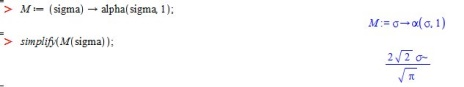 > M := (sigma) → alpha(sigma, 1);
M := σ→α(σ, 1)
> simplify(M(sigma));
2√2 σ~
√π